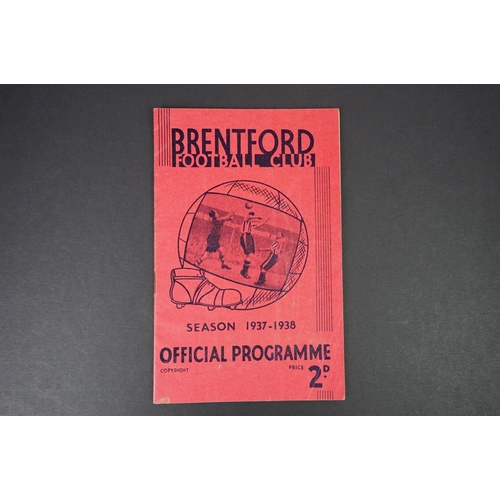 BRENTFORD
FOOTBALL CLUB
SEASON 1937-1938
OFFICIAL PROGRAMME
COPYRIGHT PRICE 2D.